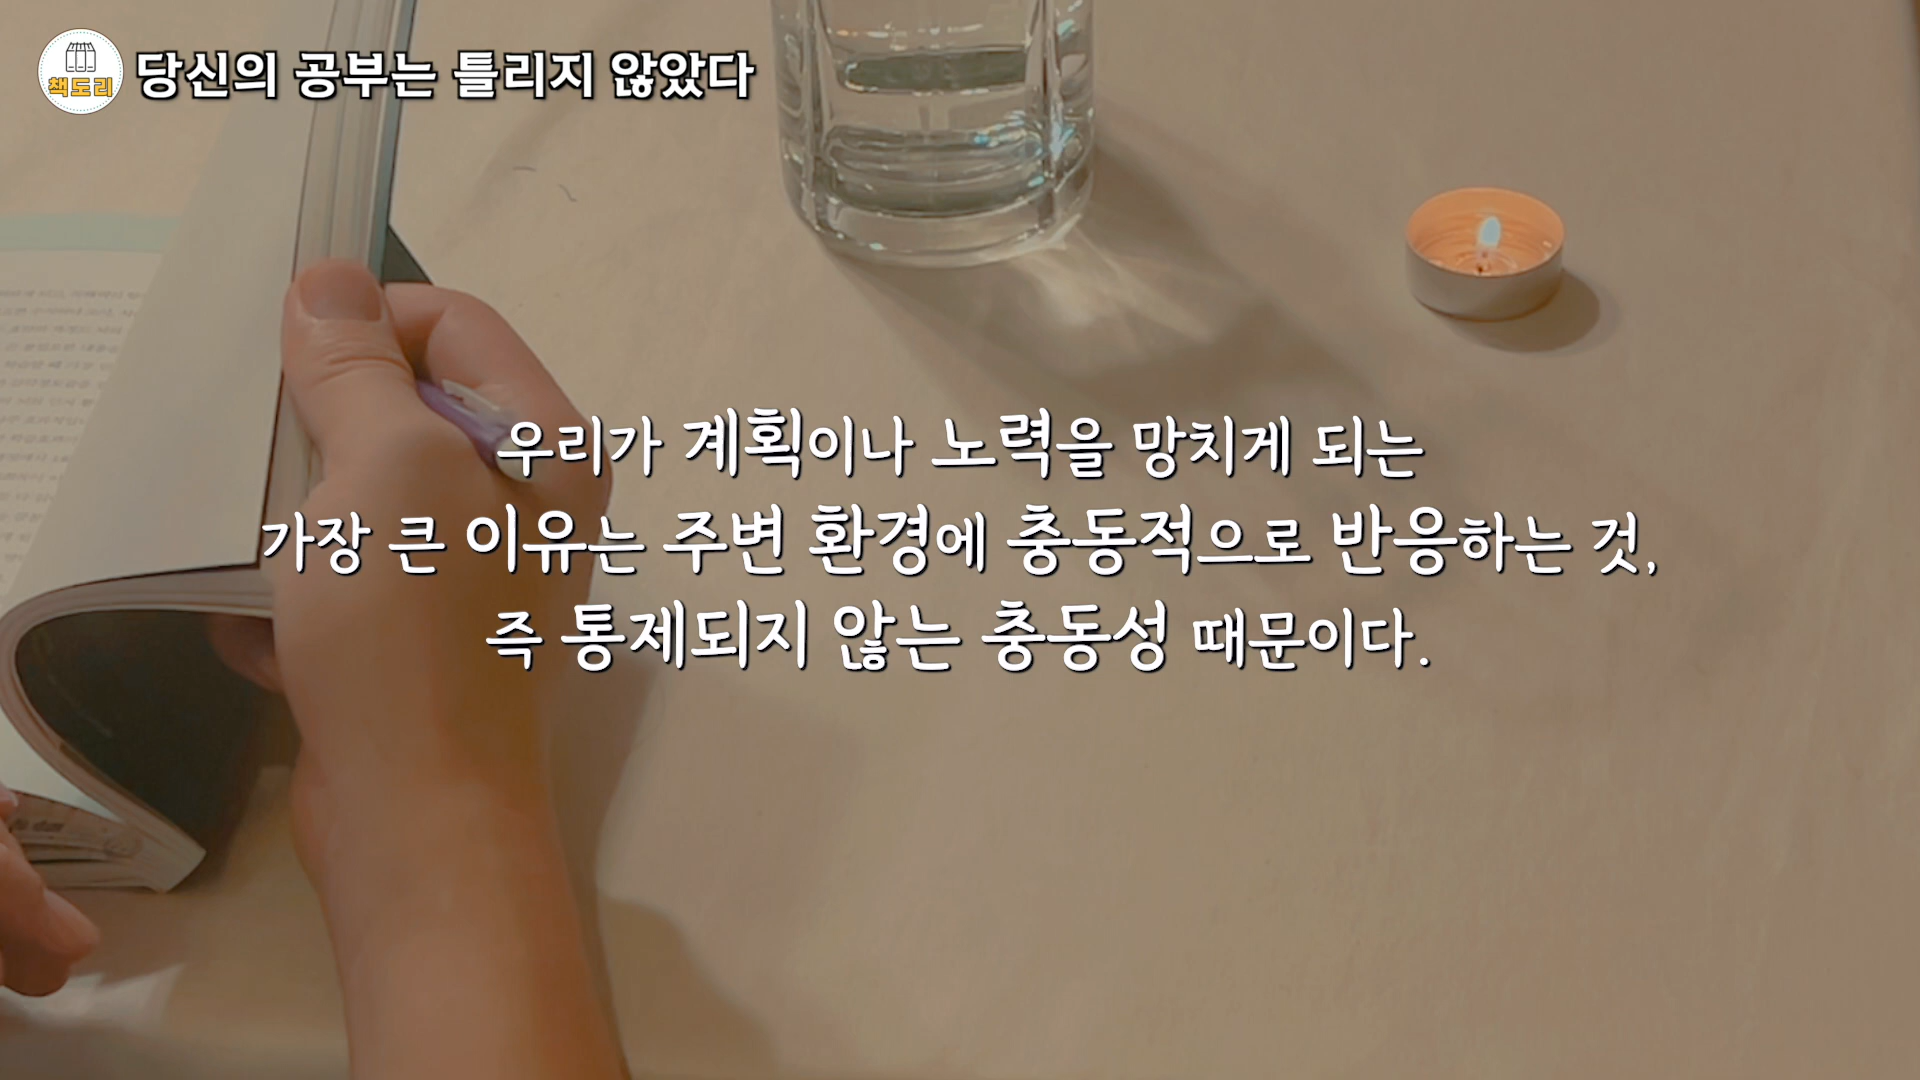 책도리
당신의 공부는 틀리지 않았다
우리가 계획이나 노력을 망치게 되는
가장 큰 이유는 주변 환경에 충동적으로 반응하는 것,
즉 통제되지 않는 충동성 때문이다.